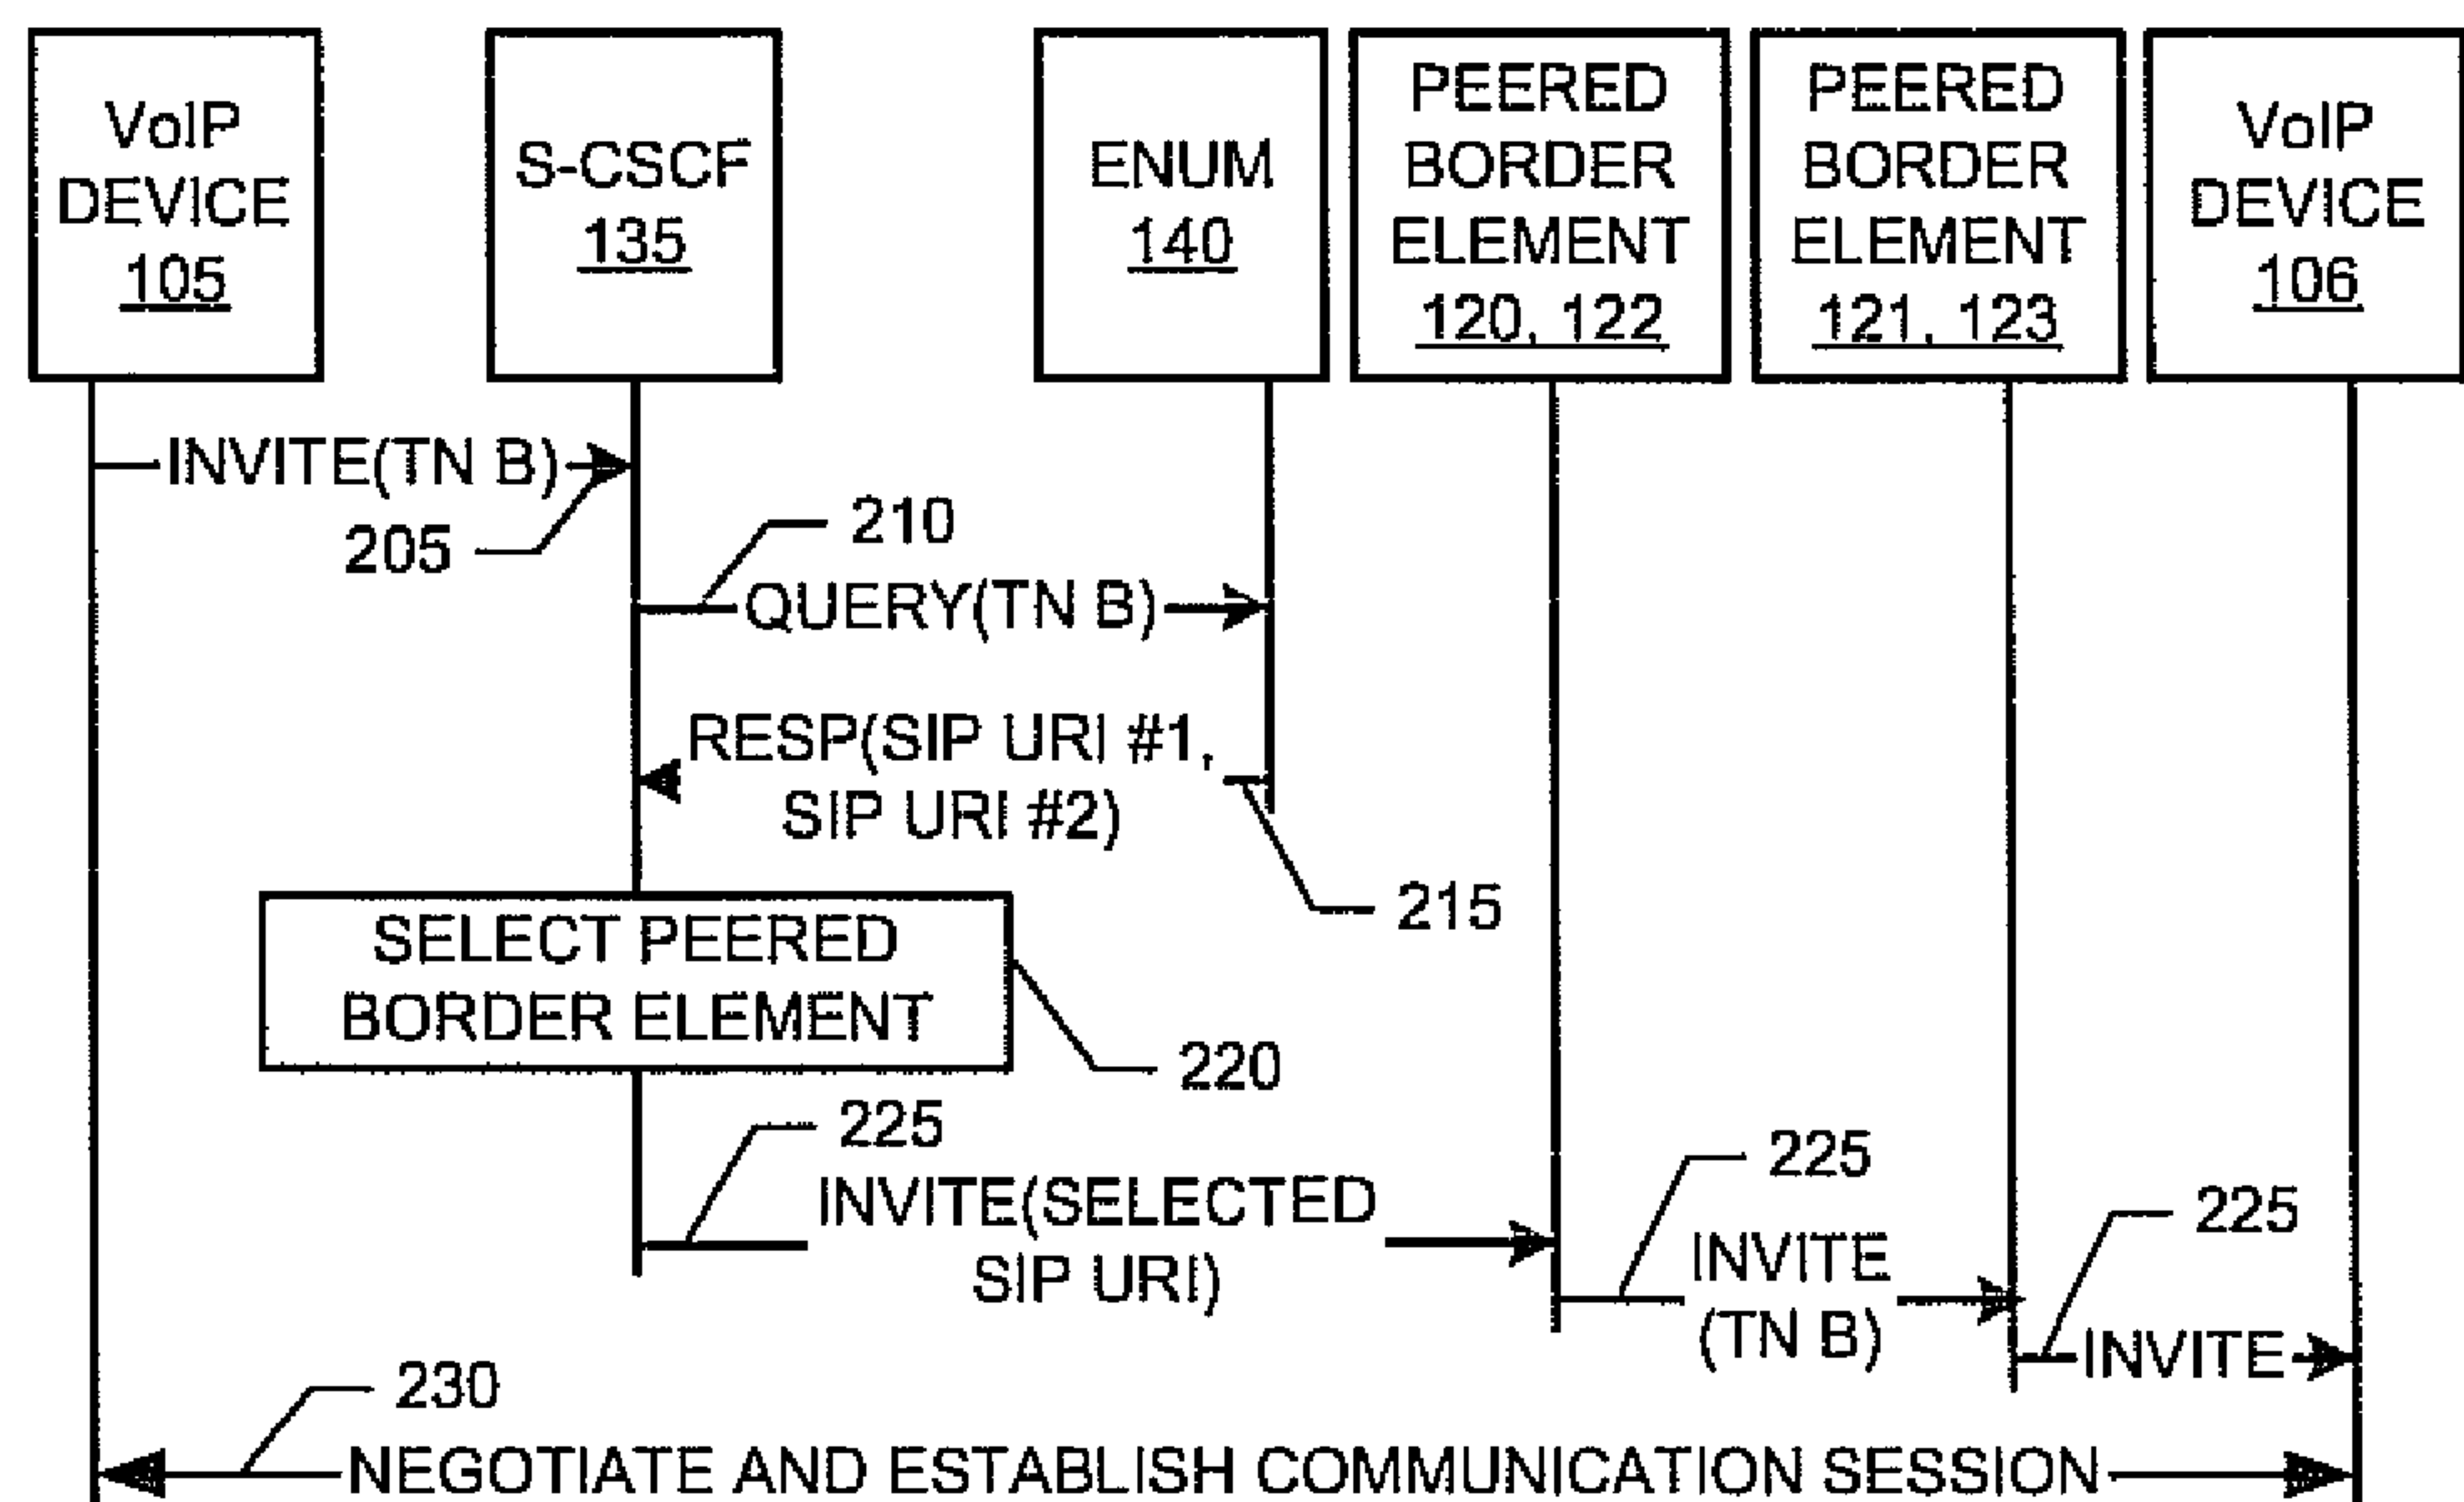 VoIP
DEVICE
105
S-CSCF
135
ENUM
140
PEERED
BORDER
ELEMENT
120, 122
PEERED
BORDER
ELEMENT
121, 123
VoIP
DEVICE
106
INVITE(TN B)
205
210
QUERY(TN B)
RESP(SIP URI #1,
SIP URI #2)
215
SELECT PEERED
BORDER ELEMENT
220
225
INVITE(SELECTED
SIP URI)
225
INVITE
(TN B)
225
INVITE
230
NEGOTIATE AND ESTABLISH COMMUNICATION SESSION